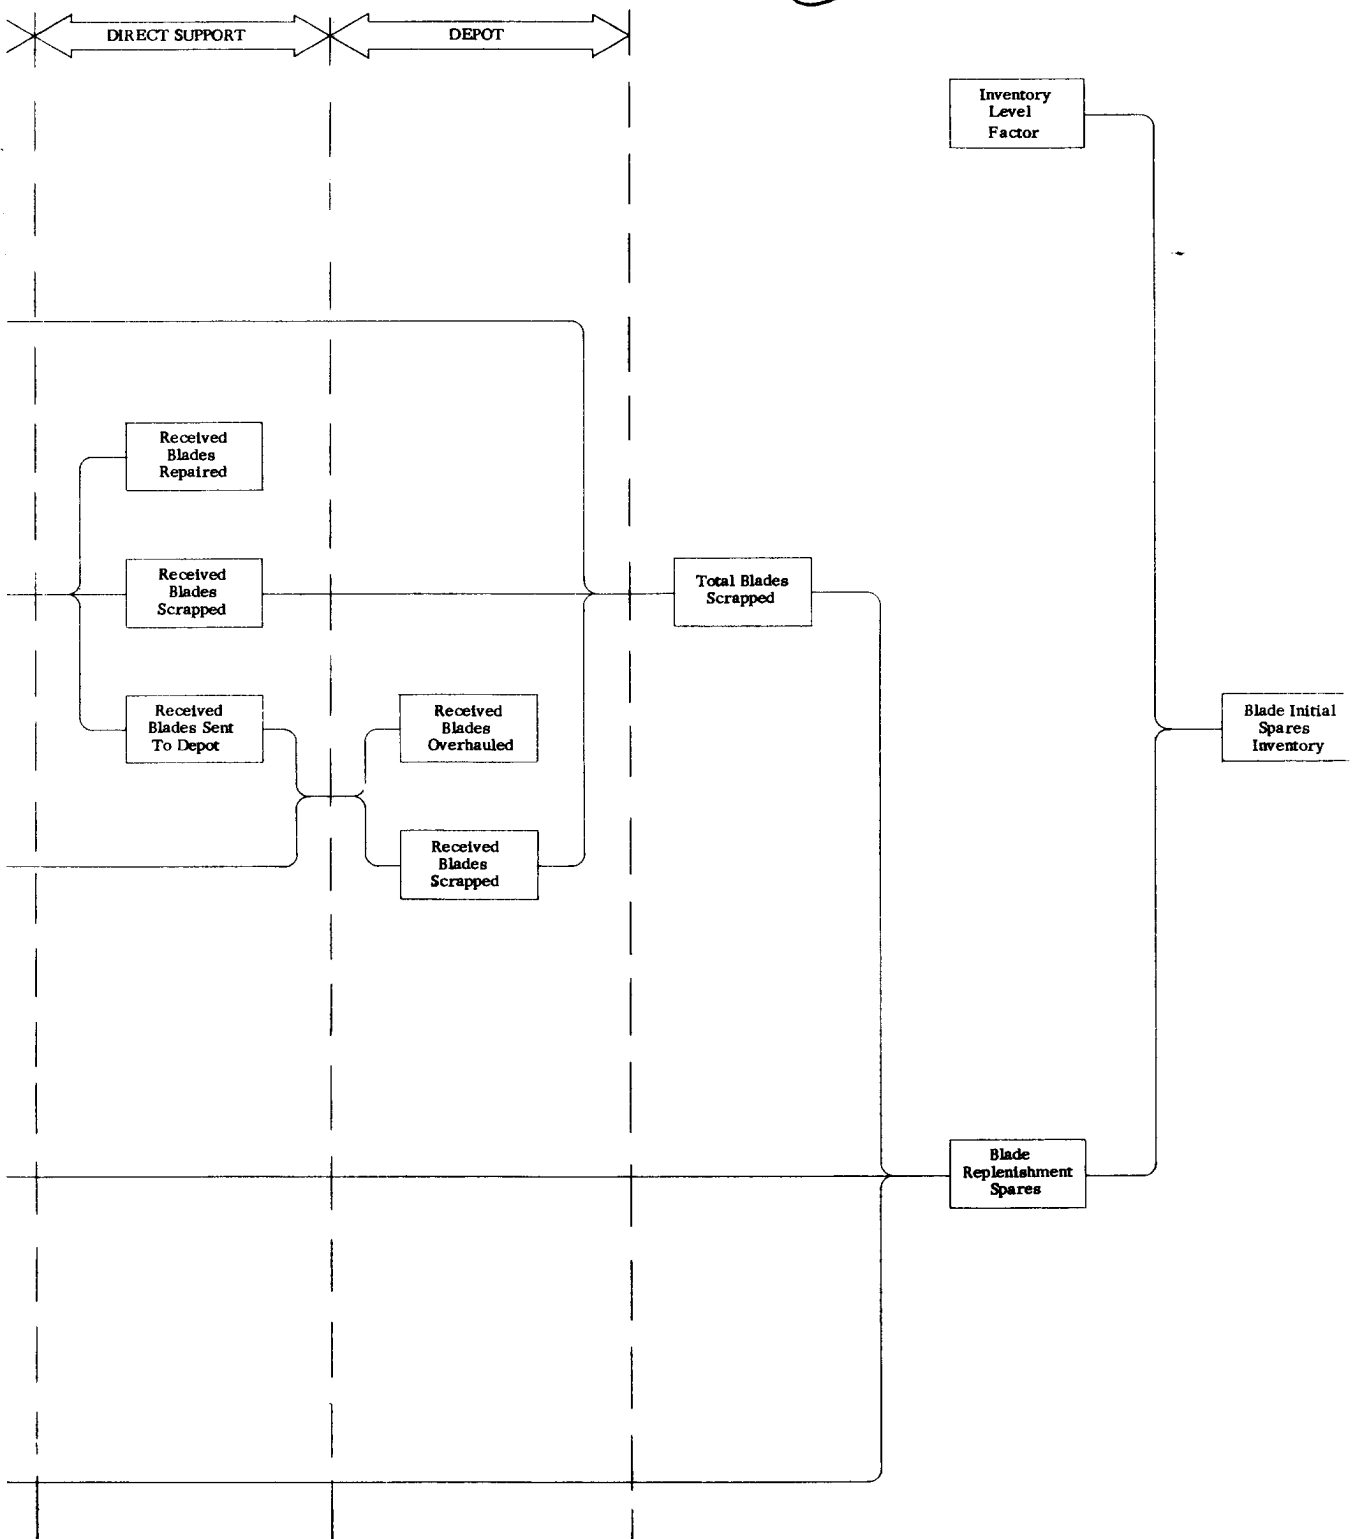 DIRECT SUPPORT
DEPOT
Inventory
Level
Factor
Received
Blades
Repaired
Received
Blades
Scrapped
Total Blades
Scrapped
Received
Blades Sent
To Depot
Received
Blades
Overhauled
Blade Initial
Spares
Inventory
Received
Blades
Scrapped
Blade
Replenishment
Spares